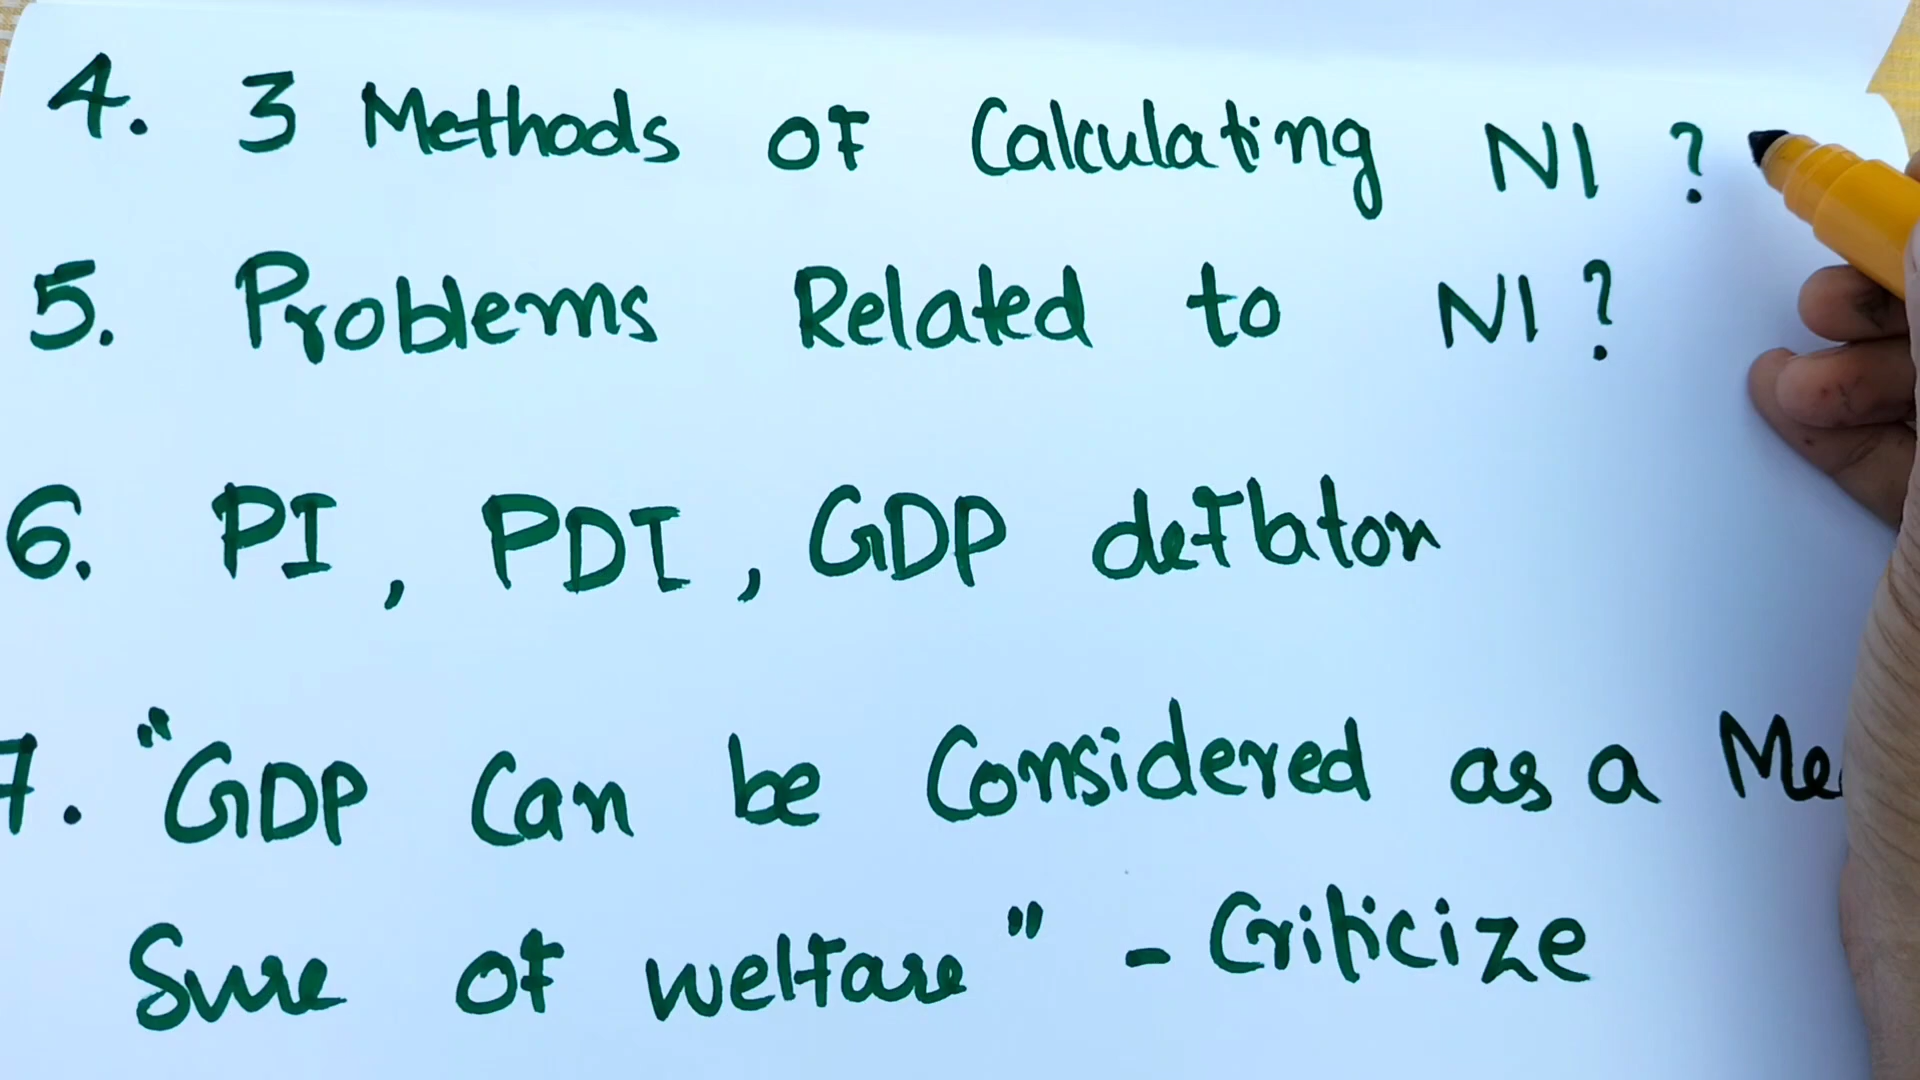 4. 3 Methods of Calculating NI ?
5. Problems Related to NI ?
6. PI, PDI, GDP deflator
7. "GDP Can be Considered as a Mea
Sure of welfare" - Criticize